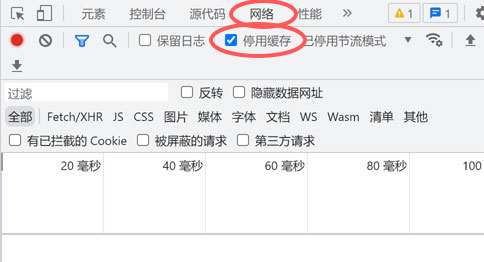 元素 控制台 源代码 网络 性能 » 1 1
保留日志 停用缓存 已停用节流模式
过滤 反转 隐藏数据网址
全部 Fetch/XHR JS CSS 图片 媒体 字体 文档 WS Wasm 清单 其他
有已拦截的 Cookie 被屏蔽的请求 第三方请求
20 毫秒 40 毫秒 60 毫秒 80 毫秒 100